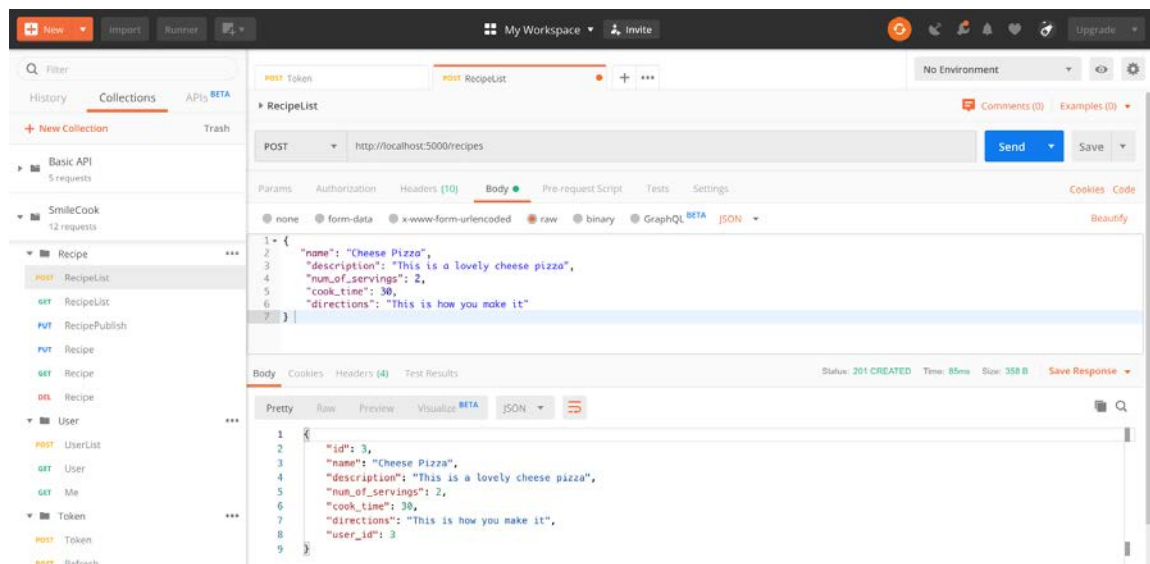 New Import Runner My Workspace Invite Upgrade
Filter
History Collections APIs BETA
+ New Collection Trash
Basic API
5 requests
SmileCook
12 requests
Recipe
POST RecipeList
GET RecipeList
PUT RecipePublish
PUT Recipe
GET Recipe
DEL Recipe
User
POST UserList
GET User
GET Me
Token
POST Token
POST Refresh
POST Token POST RecipeList + No Environment
RecipeList Comments (0) Examples (0)
POST http://localhost:5000/recipes Send Save
Params Authorization Headers (10) Body Pre-request Script Tests Settings Cookies Code
none form-data x-www-form-urlencoded raw binary GraphQL BETA JSON Beautify
1 {
2 "name": "Cheese Pizza",
3 "description": "This is a lovely cheese pizza",
4 "num_of_servings": 2,
5 "cook_time": 30,
6 "directions": "This is how you make it"
7 }
Body Cookies Headers (4) Test Results Status: 201 CREATED Time: 85ms Size: 358 B Save Response
Pretty Raw Preview Visualize BETA JSON
1 {
2 "id": 3,
3 "name": "Cheese Pizza",
4 "description": "This is a lovely cheese pizza",
5 "num_of_servings": 2,
6 "cook_time": 30,
7 "directions": "This is how you make it",
8 "user_id": 3
9 }